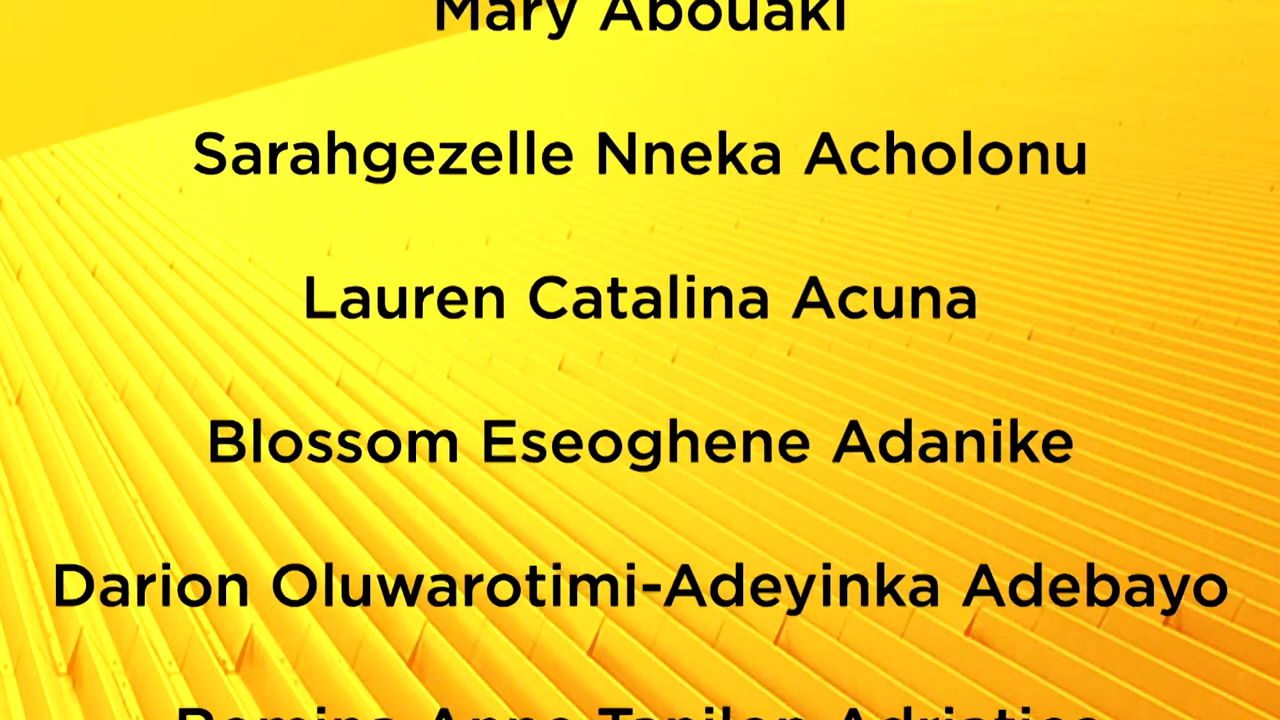 Mary Abouaki
Sarahgezelle Nneka Acholonu
Lauren Catalina Acuna
Blossom Eseoghene Adanike
Darion Oluwarotimi-Adeyinka Adebayo